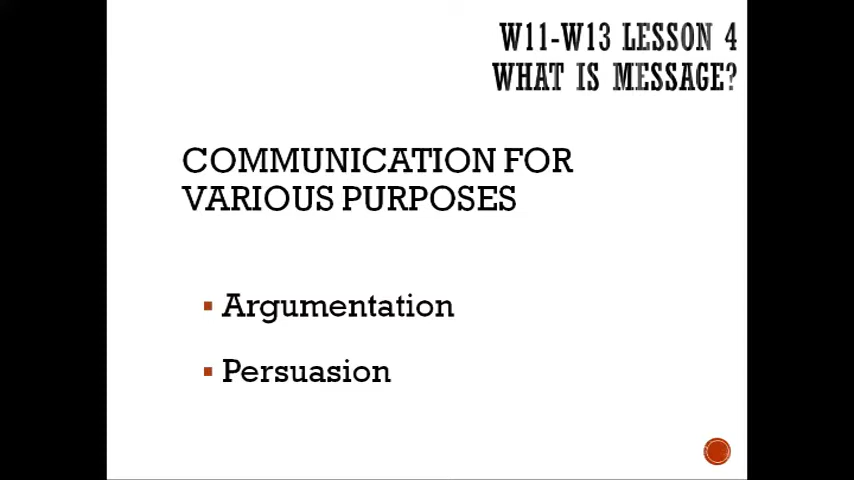 W11-W13 LESSON 4
WHAT IS MESSAGE?
COMMUNICATION FOR
VARIOUS PURPOSES
▪ Argumentation
▪ Persuasion